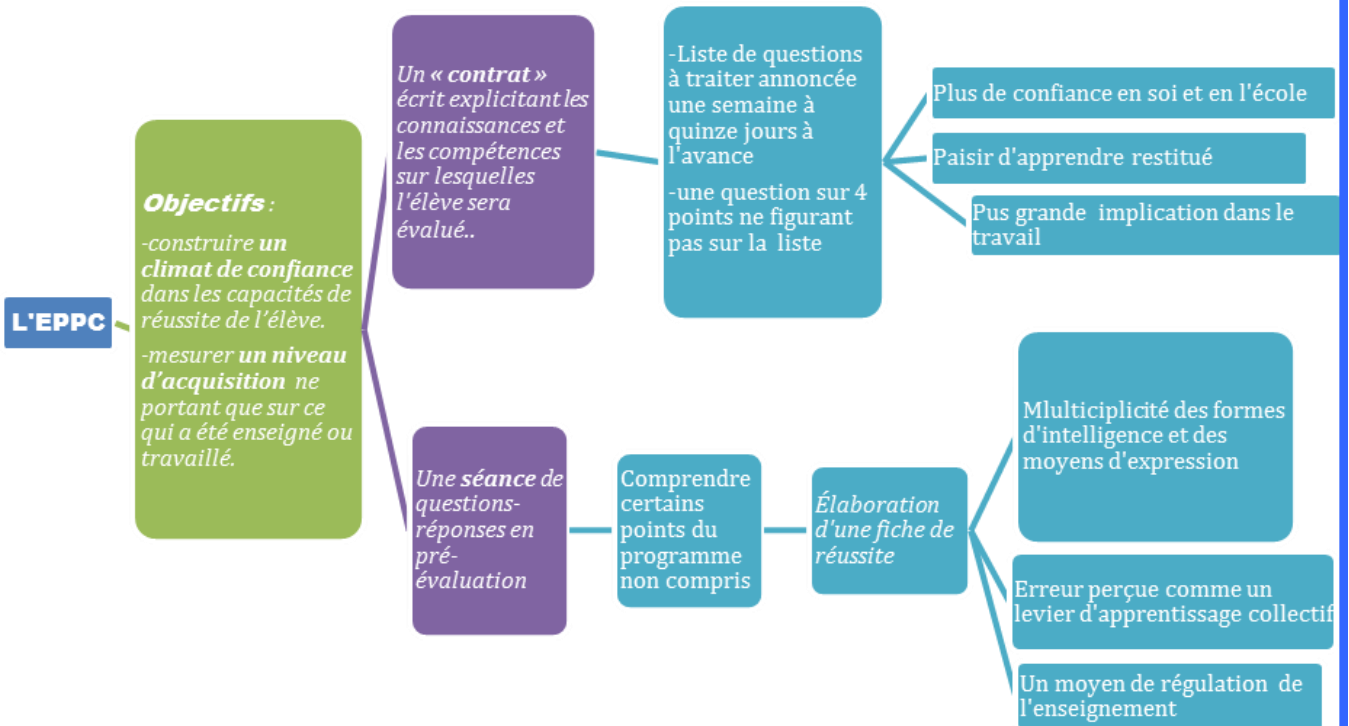 L'EPPC
Objectifs :
-construire un
climat de confiance
dans les capacités de
réussite de l'élève.
-mesurer un niveau
d'acquisition ne
portant que sur ce
qui a été enseigné ou
travaillé.
Un « contrat »
écrit explicitant les
connaissances et
les compétences
sur lesquelles
l'élève sera
évalué..
-Liste de questions
à traiter annoncée
une semaine à
quinze jours à
l'avance
-une question sur 4
points ne figurant
pas sur la liste
Plus de confiance en soi et en l'école
Paisir d'apprendre restitué
Pus grande implication dans le
travail
Une séance de
questions-
réponses en
pré-
évaluation
Comprendre
certains
points du
programme
non compris
Élaboration
d'une fiche de
réussite
Mlulticiplicité des formes
d'intelligence et des
moyens d'expression
Erreur perçue comme un
levier d'apprentissage collectif
Un moyen de régulation de
l'enseignement